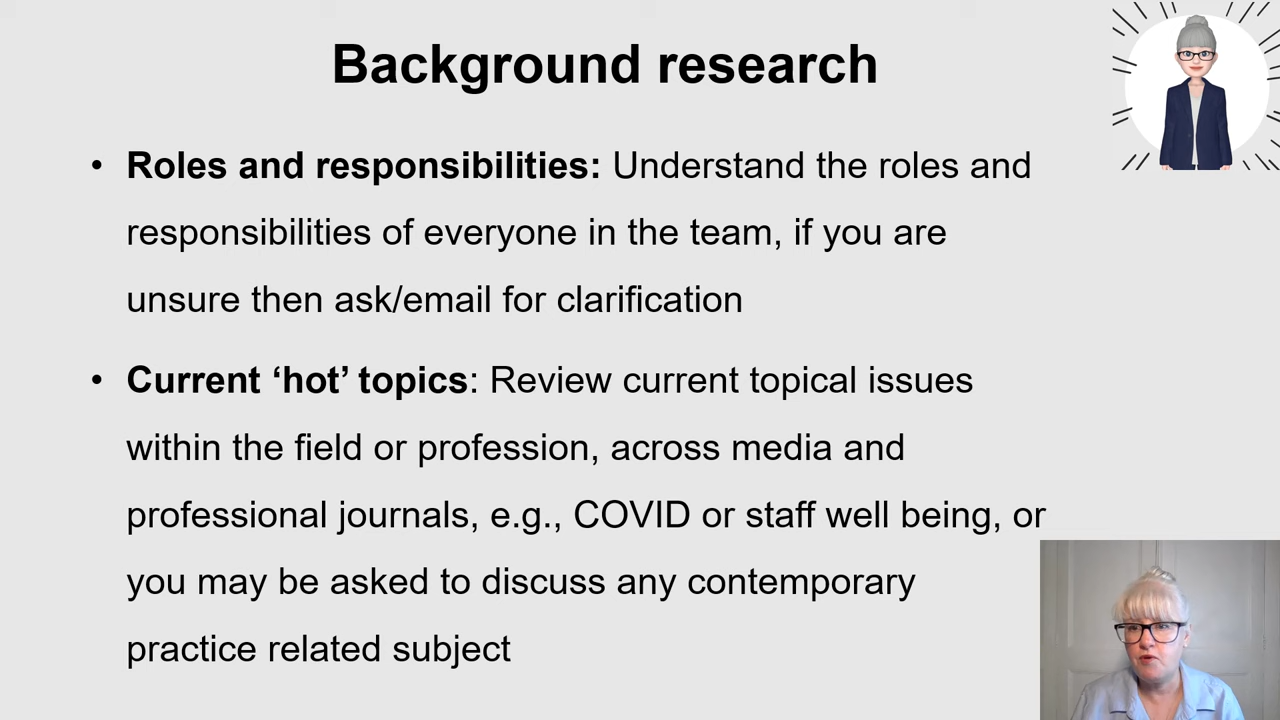 Background research
• Roles and responsibilities: Understand the roles and
responsibilities of everyone in the team, if you are
unsure then ask/email for clarification
• Current ‘hot’ topics: Review current topical issues
within the field or profession, across media and
professional journals, e.g., COVID or staff well being, or
you may be asked to discuss any contemporary
practice related subject